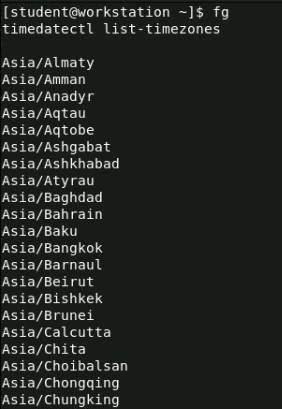 [student@workstation ~]$ fg
timedatectl list-timezones
Asia/Almaty
Asia/Amman
Asia/Anadyr
Asia/Aqtau
Asia/Aqtobe
Asia/Ashgabat
Asia/Ashkhabad
Asia/Atyrau
Asia/Baghdad
Asia/Bahrain
Asia/Baku
Asia/Bangkok
Asia/Barnaul
Asia/Beirut
Asia/Bishkek
Asia/Brunei
Asia/Calcutta
Asia/Chita
Asia/Choibalsan
Asia/Chongqing
Asia/Chungking